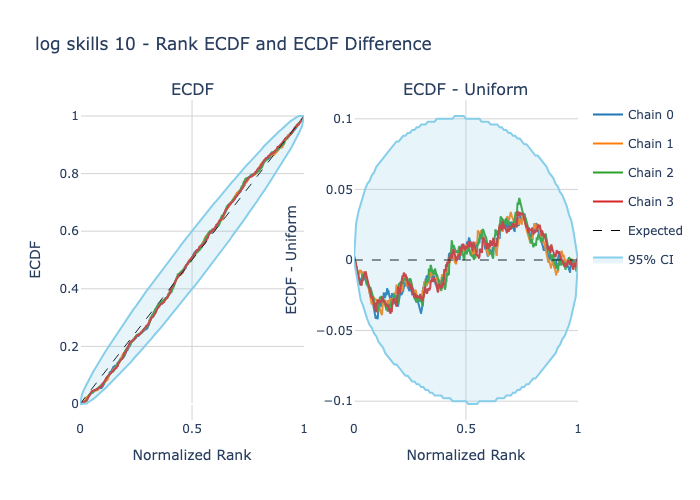 log skills 10 - Rank ECDF and ECDF Difference
ECDF
ECDF - Uniform
1
0.8
0.6
0.4
0.2
0
0
0.5
1
ECDF
Normalized Rank
0.1
0.05
0
−0.05
−0.1
0
0.5
1
ECDF - Uniform
Normalized Rank
Chain 0
Chain 1
Chain 2
Chain 3
Expected
95% CI